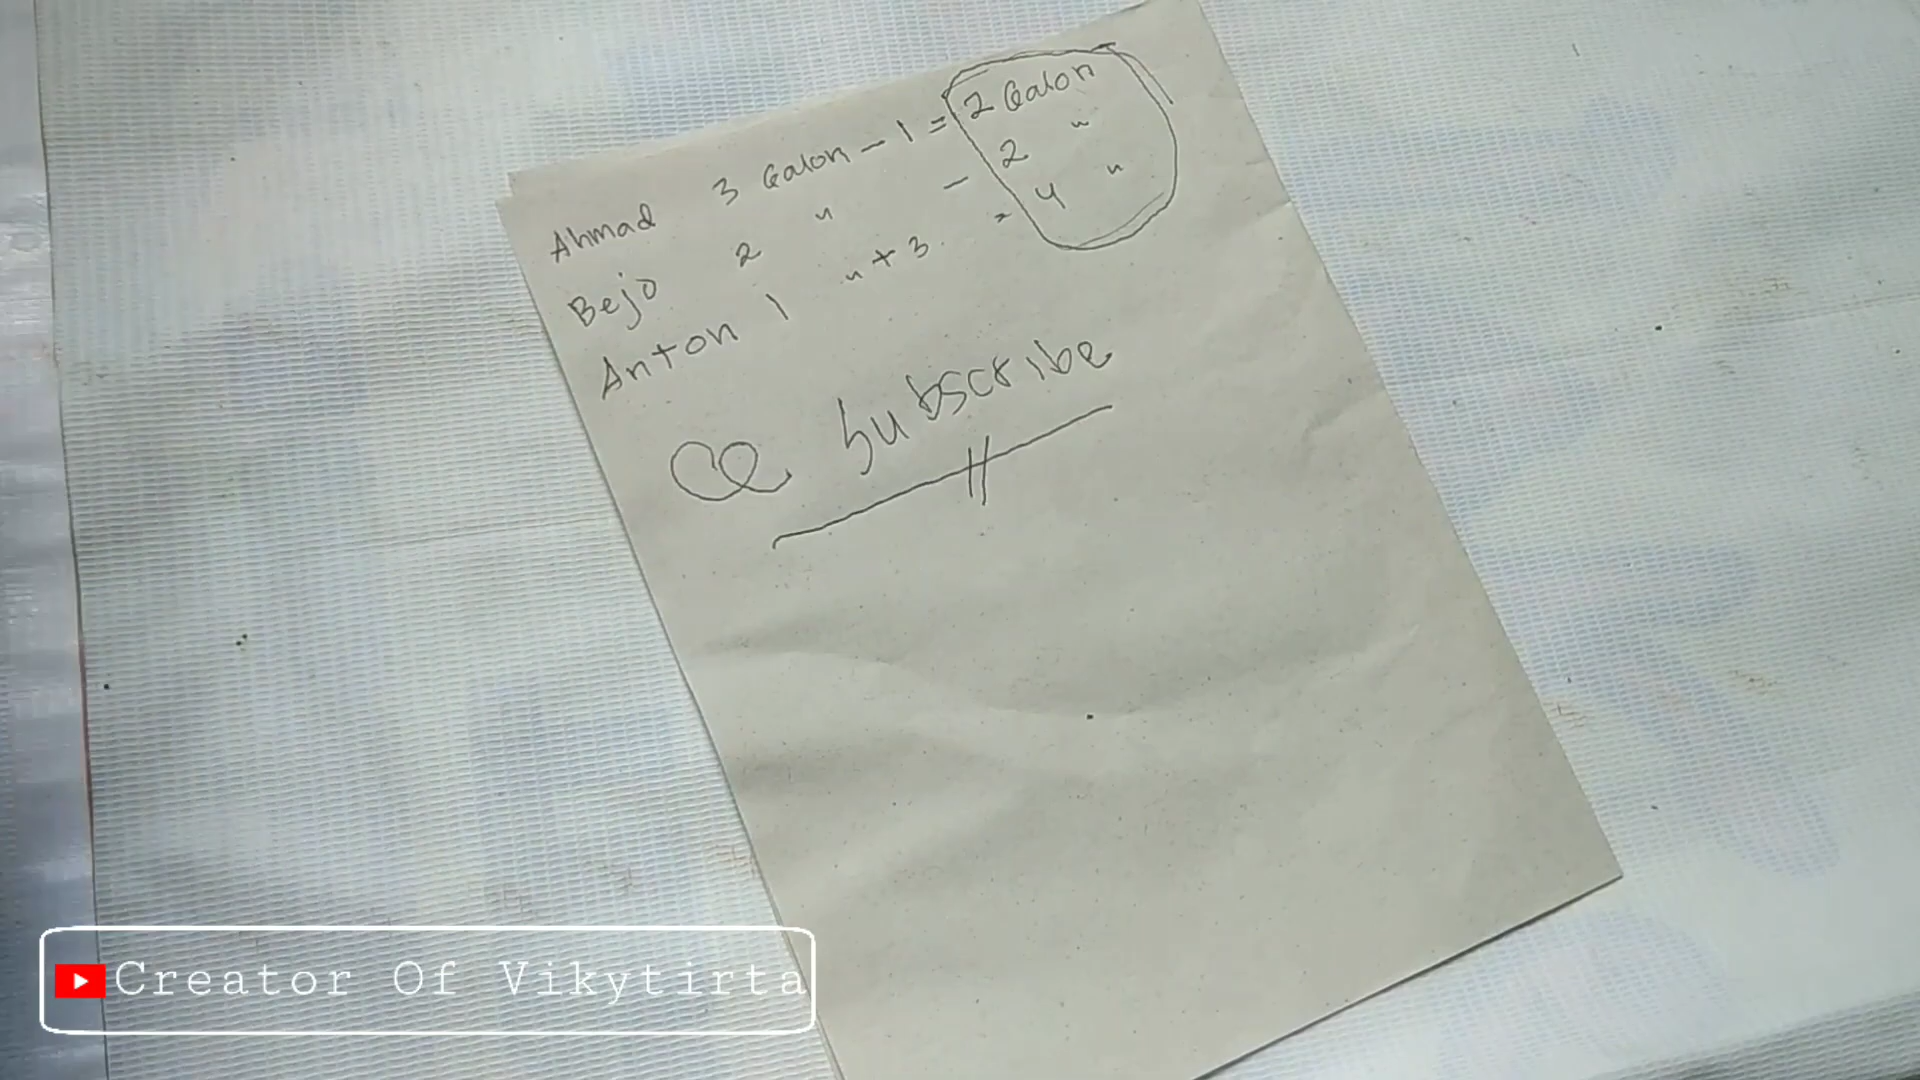 Ahmad 3 Galon - 1 = 2 Galon
Bejo 2 " - 2 "
Anton 1 " + 3 = 4 "
Subscribe
Creator Of Vikytirta